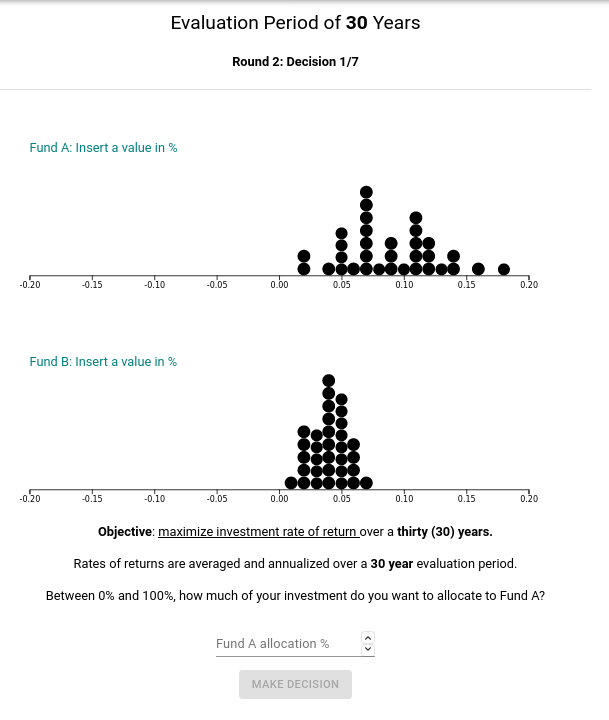 Evaluation Period of 30 Years
Round 2: Decision 1/7
Fund A: Insert a value in %
-0.20 -0.15 -0.10 -0.05 0.00 0.05 0.10 0.15 0.20
Fund B: Insert a value in %
-0.20 -0.15 -0.10 -0.05 0.00 0.05 0.10 0.15 0.20
Objective: maximize investment rate of return over a thirty (30) years.
Rates of returns are averaged and annualized over a 30 year evaluation period.
Between 0% and 100%, how much of your investment do you want to allocate to Fund A?
Fund A allocation %
MAKE DECISION